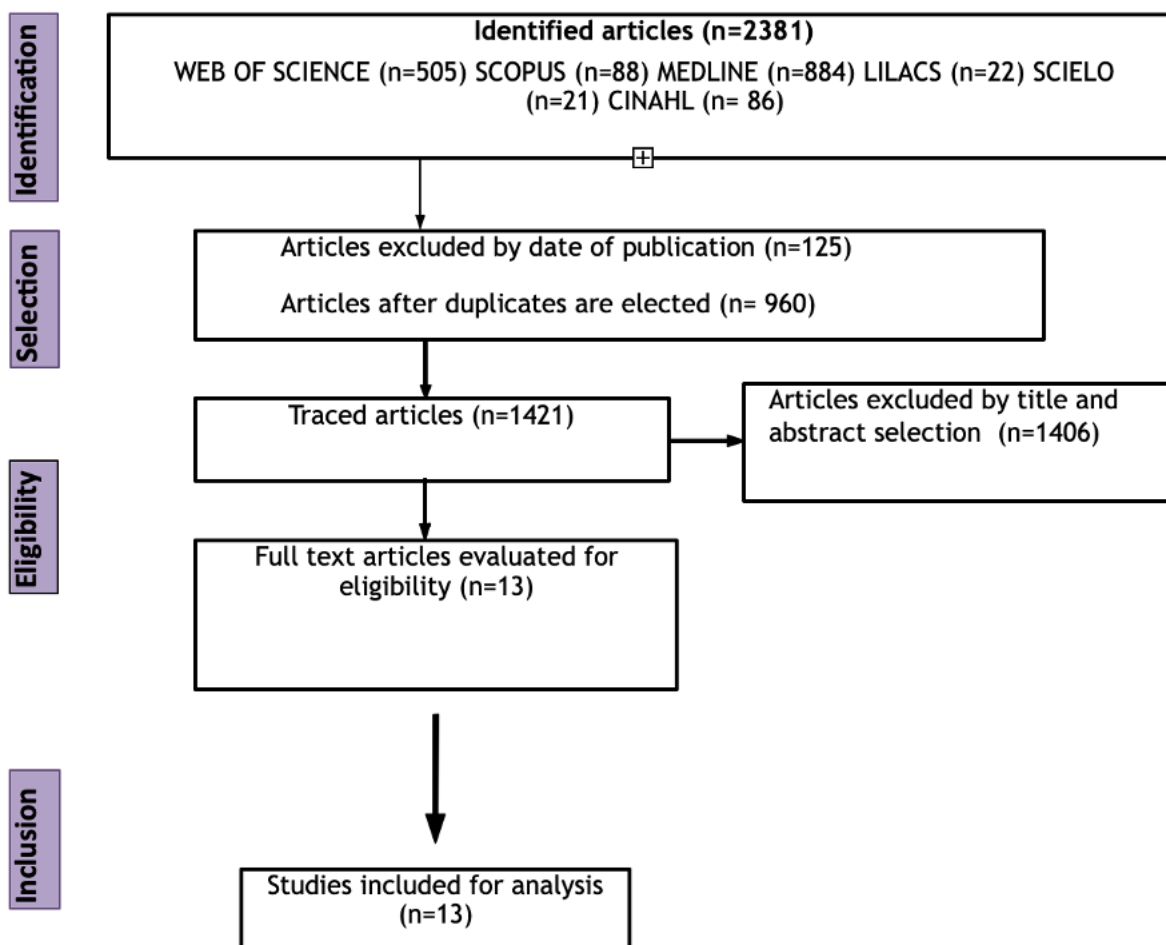 Identification
Identified articles (n=2381)
WEB OF SCIENCE (n=505) SCOPUS (n=88) MEDLINE (n=884) LILACS (n=22) SCIELO
(n=21) CINAHL (n= 86)
Selection
Articles excluded by date of publication (n=125)
Articles after duplicates are elected (n= 960)
Traced articles (n=1421)
Articles excluded by title and
abstract selection (n=1406)
Eligibility
Full text articles evaluated for
eligibility (n=13)
Inclusion
Studies included for analysis
(n=13)